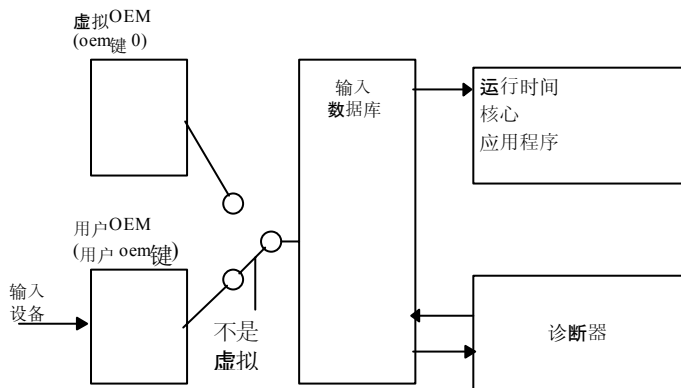 虚拟OEM
(oem键 0)
输入
数据库
运行时间
核心
应用程序
用户OEM
(用户 oem键)
输入
设备
不是
虚拟
诊断器